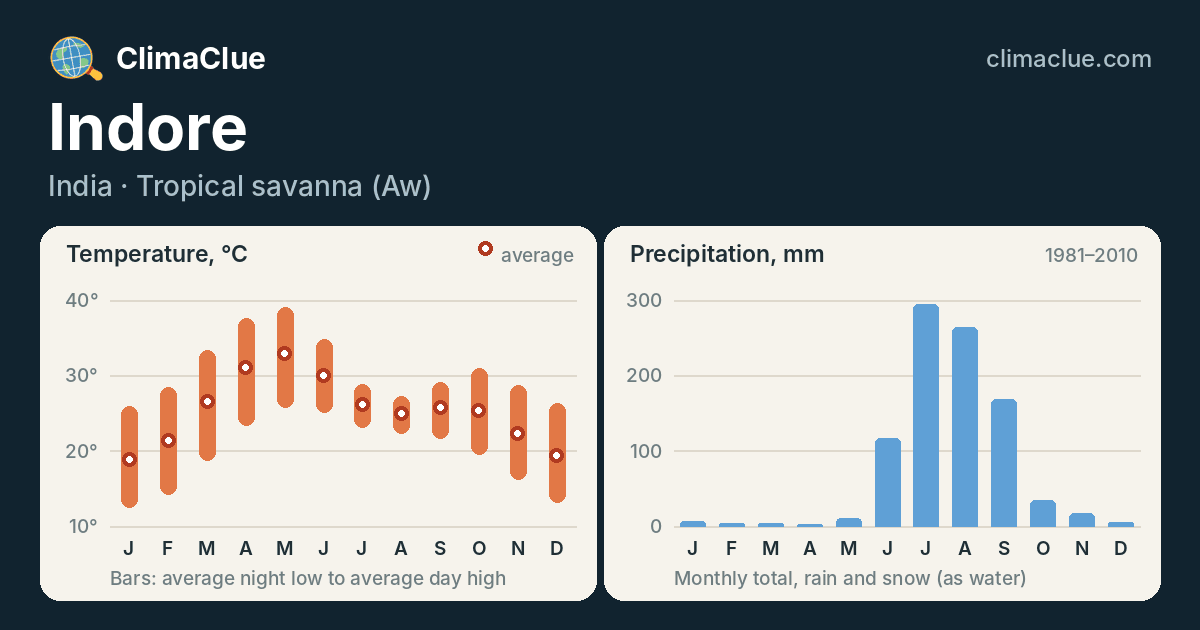 ClimaClue
climaclue.com
Indore
India · Tropical savanna (Aw)
Temperature, °C
average
40°
30°
20°
10°
J F M A M J J A S O N D
Bars: average night low to average day high
Precipitation, mm
1981–2010
300
200
100
0
J F M A M J J A S O N D
Monthly total, rain and snow (as water)